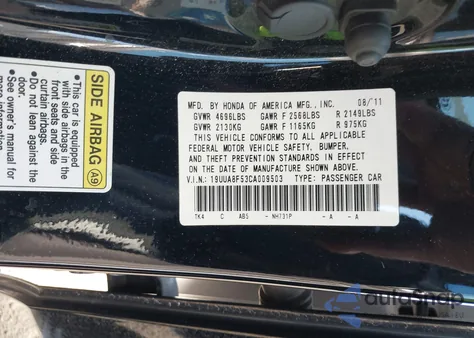 SIDE AIRBAG
A9
•This car is equipped
with side airbags in the
front seats and side
curtain airbags.
•Do not lean against the
door.
•See owner's manual for
MFD. BY HONDA OF AMERICA MFG., INC. 08/'11
GVWR 4696LBS GAWR F 2568LBS R 2149LBS
GVWR 2130KG GAWR F 1165KG R 975KG
THIS VEHICLE CONFORMS TO ALL APPLICABLE
FEDERAL MOTOR VEHICLE SAFETY, BUMPER,
AND THEFT PREVENTION STANDARDS IN EFFECT
ON THE DATE OF MANUFACTURE SHOWN ABOVE.
V.I.N. 19UUA8F53CA009503 TYPE: PASSENGER CAR
TK4 C AB5 - NH731P - A - A
autosnap